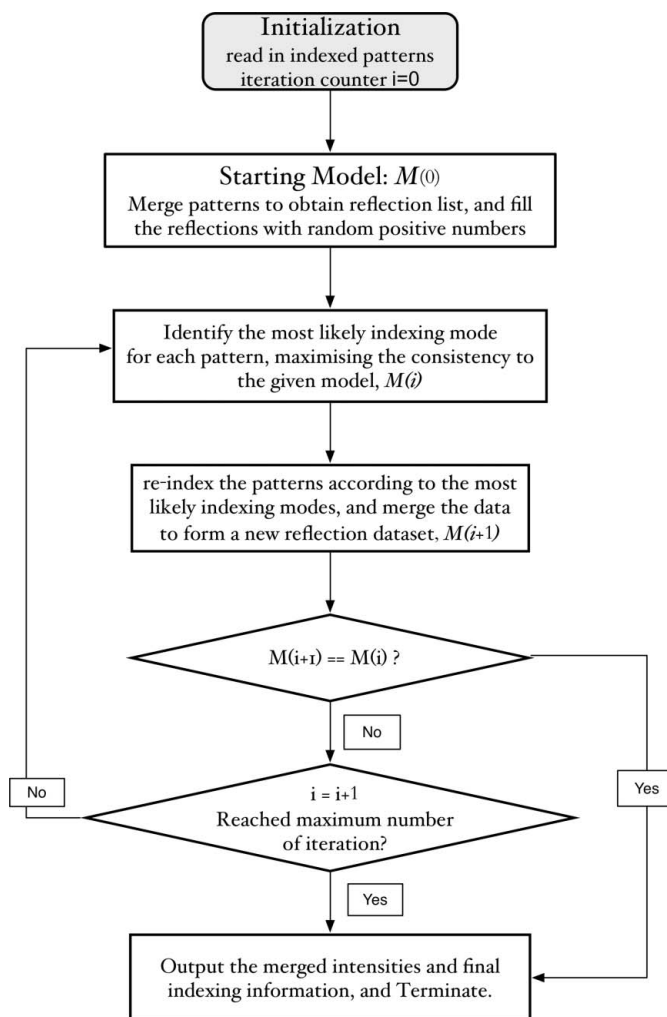 Initialization
read in indexed patterns
iteration counter i=0
Starting Model: M(0)
Merge patterns to obtain reflection list, and fill
the reflections with random positive numbers
Identify the most likely indexing mode
for each pattern, maximising the consistency to
the given model, M(i)
re-index the patterns according to the most
likely indexing modes, and merge the data
to form a new reflection dataset, M(i+1)
M(i+1) == M(i) ?
No
Yes
No
i = i+1
Reached maximum number
of iteration?
Yes
Output the merged intensities and final
indexing information, and Terminate.